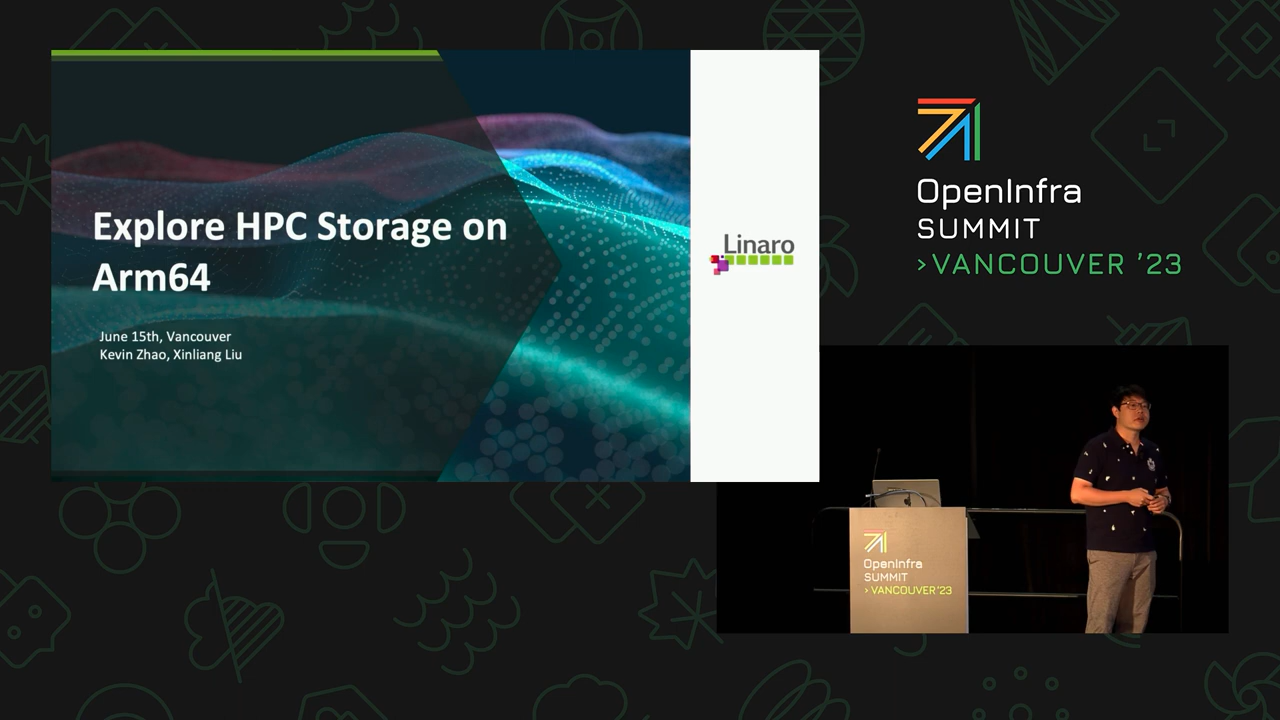 Explore HPC Storage on
Arm64
June 15th, Vancouver
Kevin Zhao, Xinliang Liu
Linaro
OpenInfra
SUMMIT
>VANCOUVER '23
OpenInfra
SUMMIT
> VANCOUVER '23